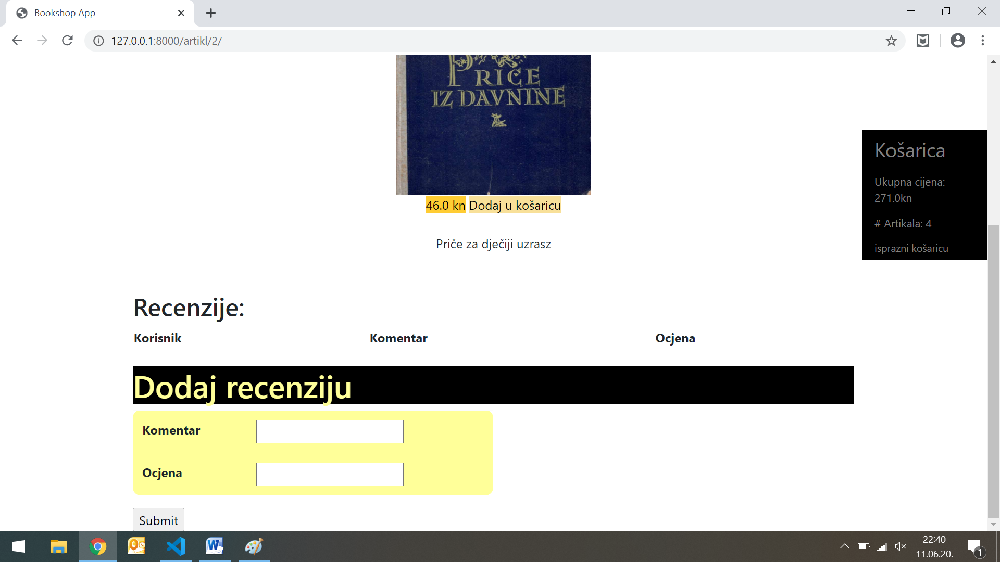 Bookshop App
127.0.0.1:8000/artikl/2/
PRIČE
IZ DAVNINE
46.0 kn Dodaj u košaricu
Priče za dječiji uzrasz
Košarica
Ukupna cijena:
271.0kn
# Artikala: 4
isprazni košaricu
Recenzije:
Korisnik Komentar Ocjena
Dodaj recenziju
Komentar
Ocjena
Submit
22:40
11.06.20.
1